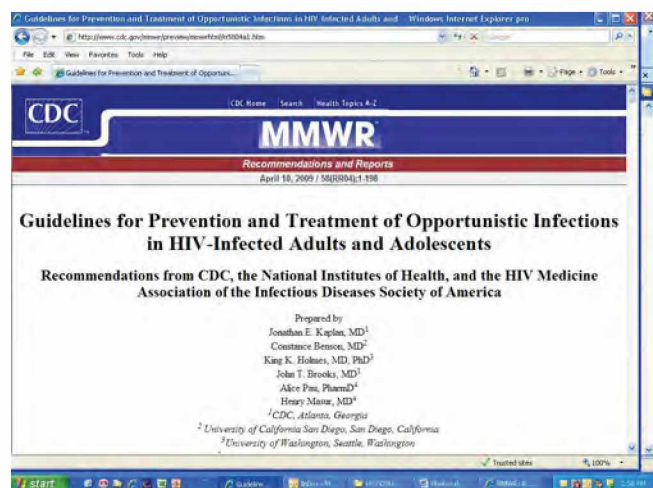 Guidelines for Prevention and Treatment of Opportunistic Infections in HIV-Infected Adults and - Windows Internet Explorer pro
http://www.cdc.gov/mmwr/preview/mmwrhtml/rr5804a1.htm
File Edit View Favorites Tools Help
Guidelines for Prevention and Treatment of Opportuni...
Page Tools
CDC Home Search Health Topics A-Z
CDC
MMWR
Recommendations and Reports
April 10, 2009 / 58(RR04);1-198
Guidelines for Prevention and Treatment of Opportunistic Infections
in HIV-Infected Adults and Adolescents
Recommendations from CDC, the National Institutes of Health, and the HIV Medicine
Association of the Infectious Diseases Society of America
Prepared by
Jonathan E. Kaplan, MD1
Constance Benson, MD2
King K. Holmes, MD, PhD3
John T. Brooks, MD1
Alice Pau, PharmD4
Henry Masur, MD4
1CDC, Atlanta, Georgia
2 University of California San Diego, San Diego, California
3University of Washington, Seattle, Washington
Trusted sites 100%
start